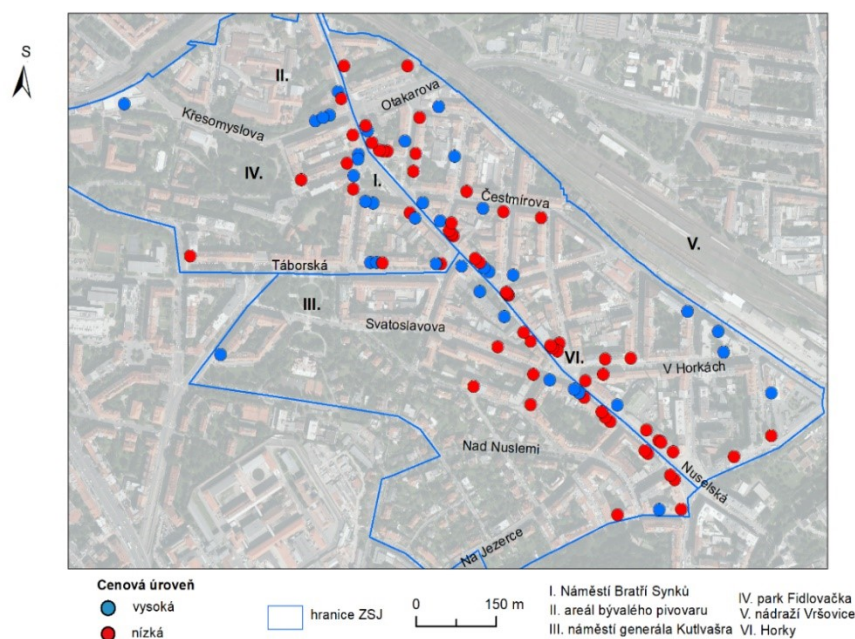 S
II.
Otakarova
Křesomyslova
IV.
I.
Čestmírova
V.
Táborská
III.
Svatoslavova
VI.
V Horkách
Nad Nuslemi
Nuselská
Na Jezerce
Cenová úroveň
vysoká
nízká
hranice ZSJ
0 150 m
I. Náměstí Bratří Synků
II. areál bývalého pivovaru
III. náměstí generála Kutlvašra
IV. park Fidlovačka
V. nádraží Vršovice
VI. Horky